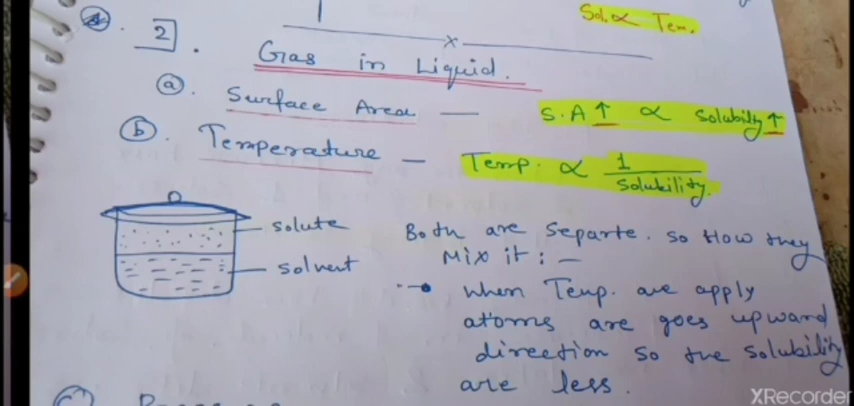 Sol. ∝ Tem.
2.
Gas in Liquid.
(a). Surface Area — S.A ↑ ∝ Solubility ↑
(b). Temperature — Temp. ∝ 1/Solubility.
solute
solvent
Both are Separte. so How they
Mix it : —
When Temp. are apply
atoms are goes upward
direction so the solubility
are less.
XRecorder